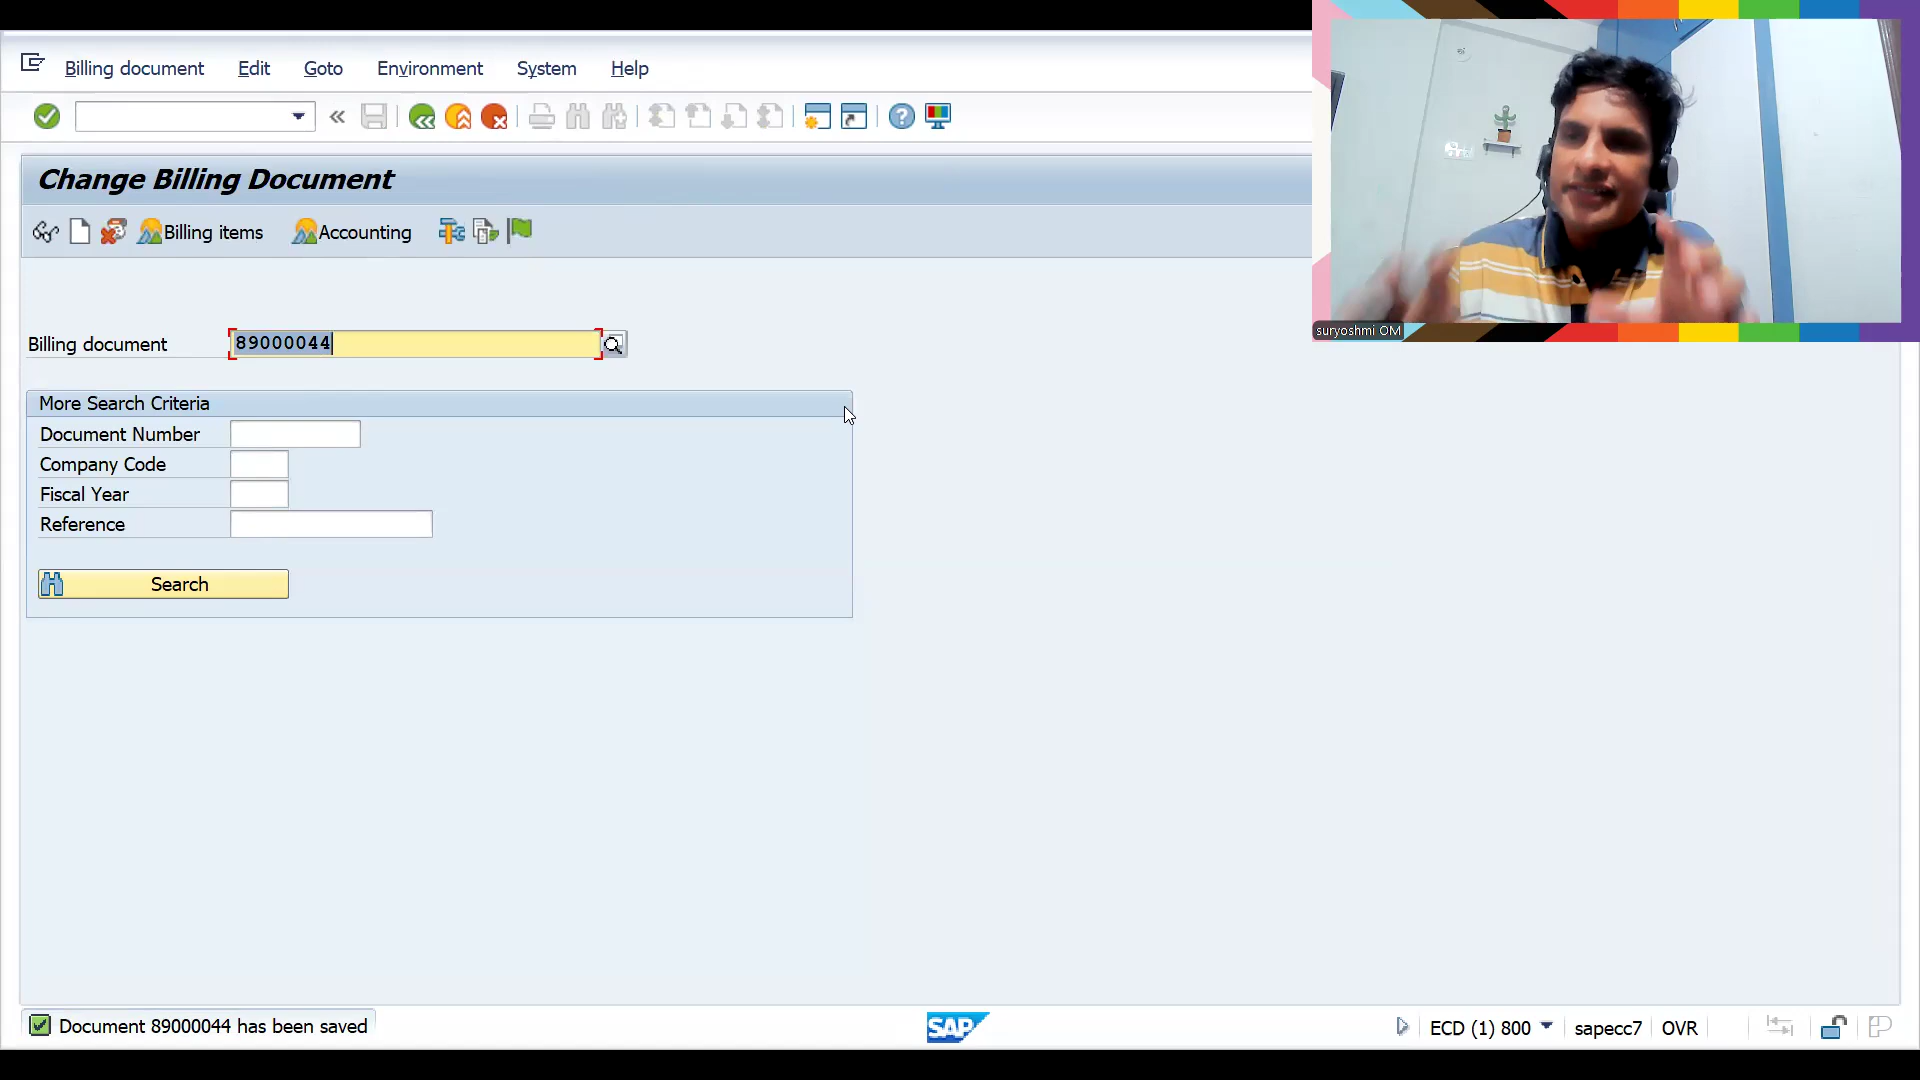 Billing document Edit Goto Environment System Help
Change Billing Document
Billing items Accounting
Billing document 89000044
More Search Criteria
Document Number
Company Code
Fiscal Year
Reference
Search
suryoshmi OM
Document 89000044 has been saved
SAP
ECD (1) 800 sapecc7 OVR